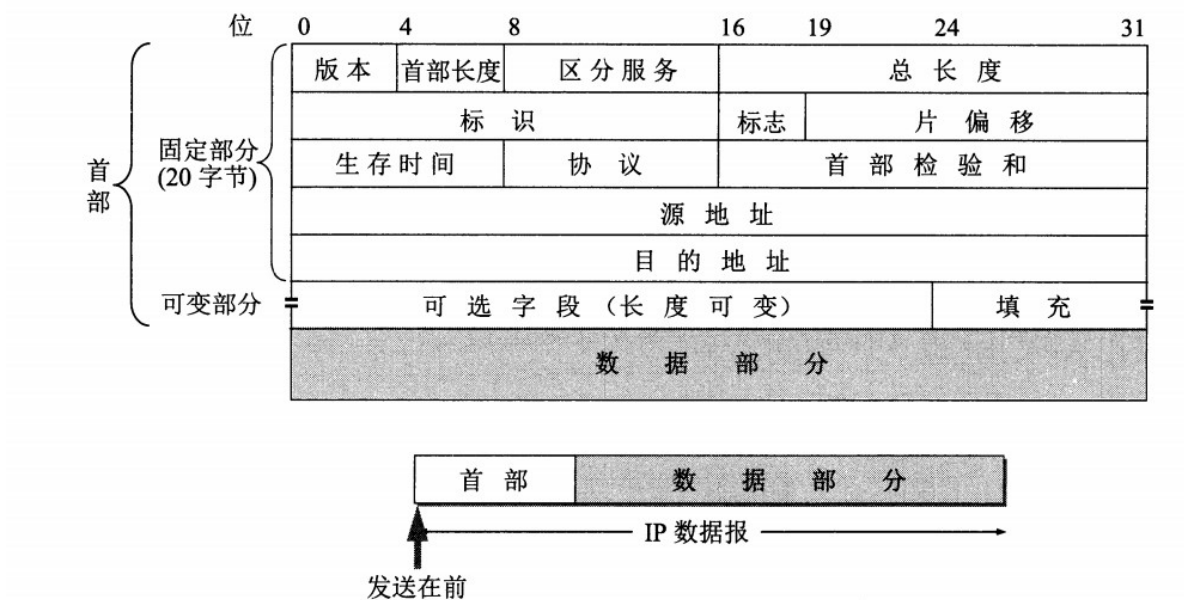 位 0 4 8 16 19 24 31
版本 首部长度 区分服务 总长度
标识 标志 片偏移
生存时间 协议 首部检验和
源地址
目的地址
可选字段（长度可变） 填充
数据部分
首部
固定部分
(20 字节)
可变部分
首部 数据部分
IP 数据报
发送在前